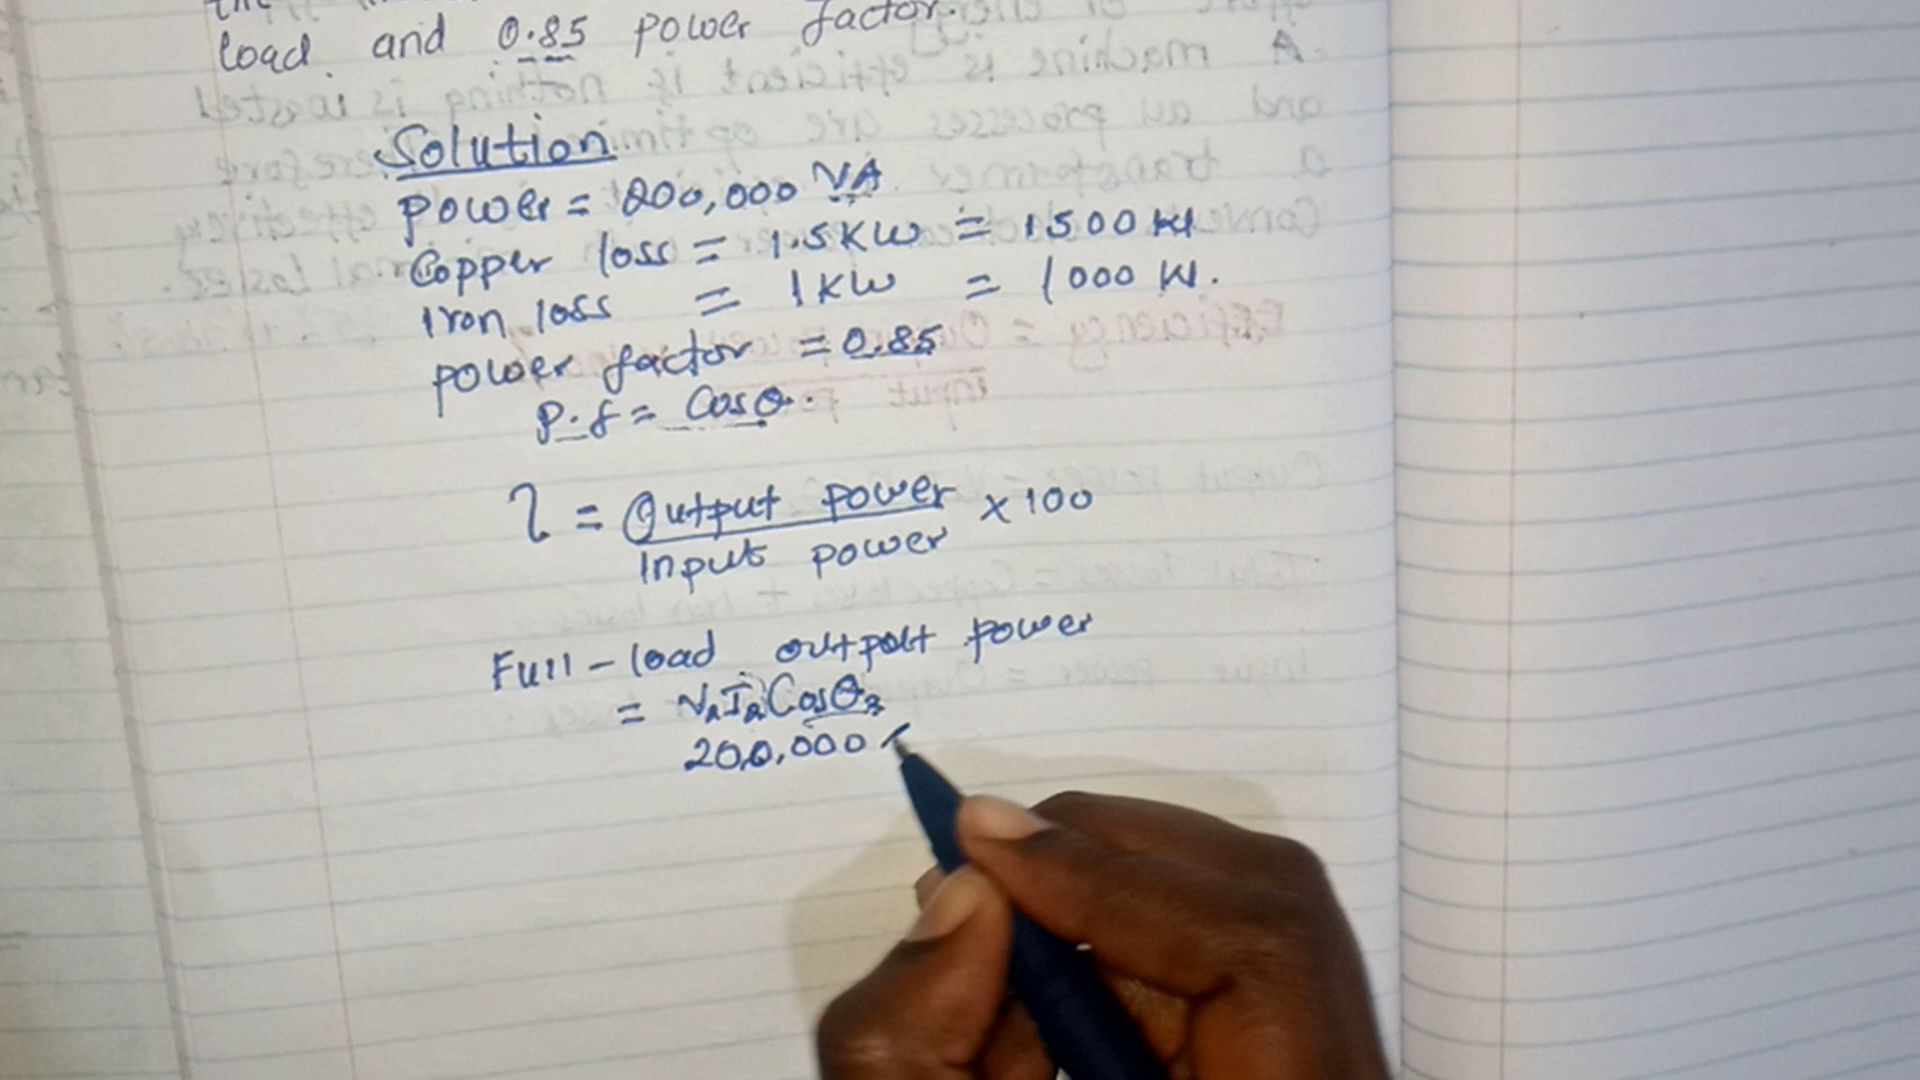 the
load and 0.85 power factor.
Solution
power = 200,000 VA
Copper loss = 1.5KW = 1500 W
Iron loss = 1KW = 1000 W.
power factor = 0.85
P.f = Cosθ.
η = Output power × 100
Input power
Full-load output power
= V₂I₂Cosθ₂
200,000